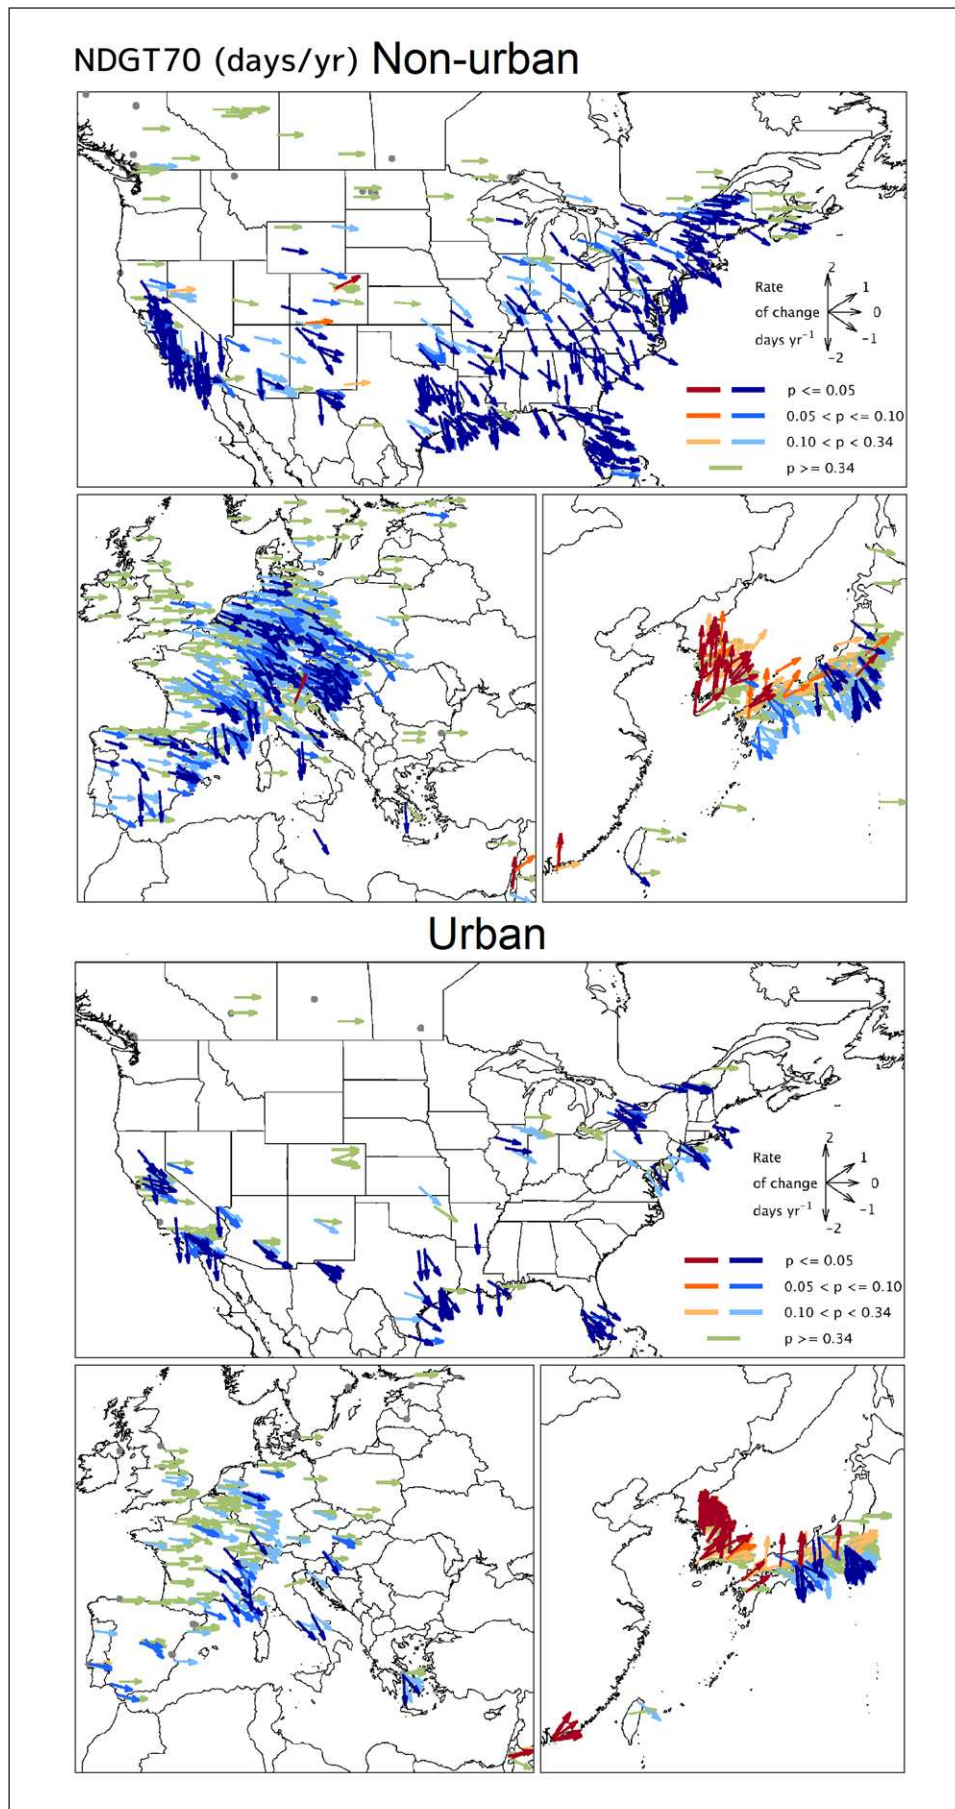 NDGT70 (days/yr) Non-urban
2
Rate
1
of change
0
days yr⁻¹
-1
-2
p <= 0.05
0.05 < p <= 0.10
0.10 < p < 0.34
p >= 0.34
Urban
2
Rate
1
of change
0
days yr⁻¹
-1
-2
p <= 0.05
0.05 < p <= 0.10
0.10 < p < 0.34
p >= 0.34